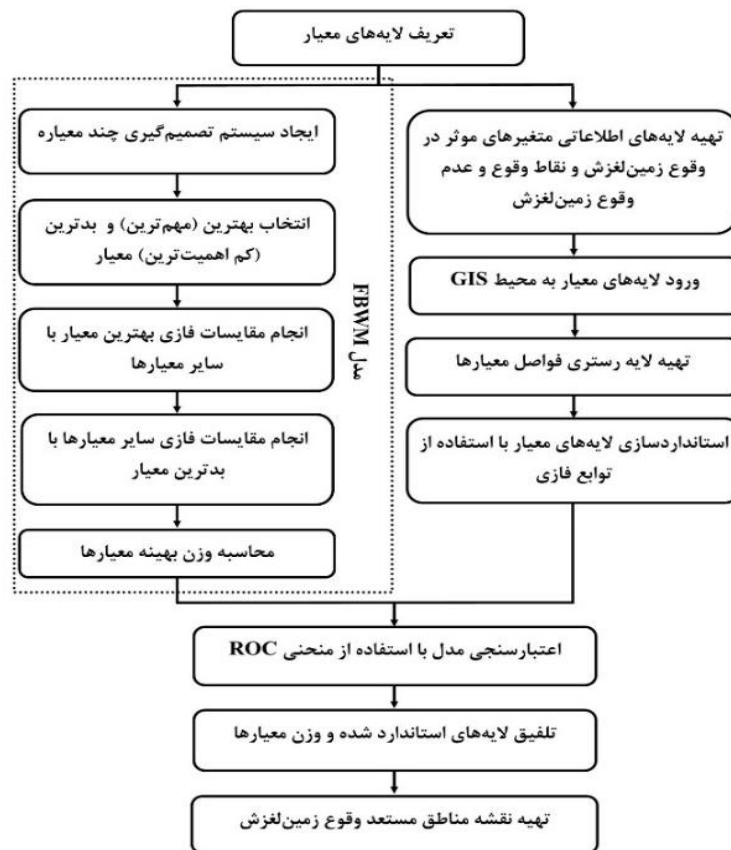 تعریف لایه‌های معیار
ایجاد سیستم تصمیم‌گیری چند معیاره
انتخاب بهترین (مهم‌ترین) و بدترین
(کم اهمیت‌ترین) معیار
انجام مقایسات فازی بهترین معیار با
سایر معیارها
انجام مقایسات فازی سایر معیارها با
بدترین معیار
محاسبه وزن بهینه معیارها
مدل FBWM
تهیه لایه‌های اطلاعاتی متغیرهای موثر در
وقوع زمین‌لغزش و نقاط وقوع و عدم
وقوع زمین‌لغزش
ورود لایه‌های معیار به محیط GIS
تهیه لایه رستری فواصل معیارها
استانداردسازی لایه‌های معیار با استفاده از
توابع فازی
اعتبارسنجی مدل با استفاده از منحنی ROC
تلفیق لایه‌های استاندارد شده و وزن معیارها
تهیه نقشه مناطق مستعد وقوع زمین‌لغزش